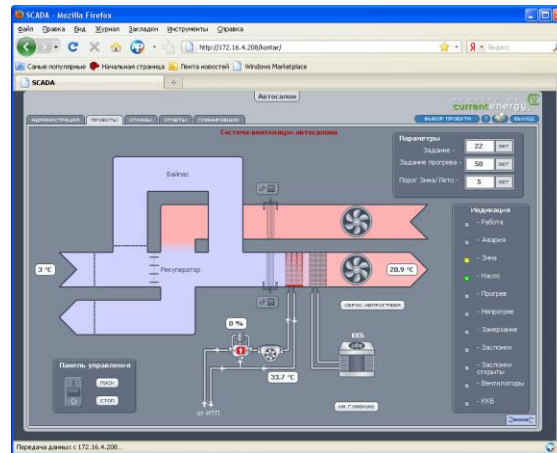 SCADA - Mozilla Firefox
Файл Правка Вид Журнал Закладки Инструменты Справка
http://172.16.4.208/kontar/
Яндекс
Самые популярные Начальная страница Лента новостей Windows Marketplace
SCADA
Автосалон
currentenergy
АДМИНИСТРАЦИЯ ПРОЕКТЫ ОТКАЗЫ ОТЧЕТЫ ПЛАНИРОВЩИК ВЫБОР ПРОЕКТА ? ВЫХОД
Система вентиляции автосалона
Параметры
Задание - 22 SET
Задание прогрева - 50 SET
Порог Зима/Лето - 5 SET
Байпас
Рекуператор
3 °C
20.9 °C
Индикация
- Работа
- Авария
- Зима
- Насос
- Прогрев
- Непрогрев
- Замерзание
- Заслонки
- Заслонки открыты
- Вентиляторы
- ККБ
СБРОС НЕПРОГРЕВА
0 %
ККБ
33.7 °C
от ИТП
Панель управления
ПУСК
СТОП
НА ГЛАВНУЮ
Передача данных с 172.16.4.208...